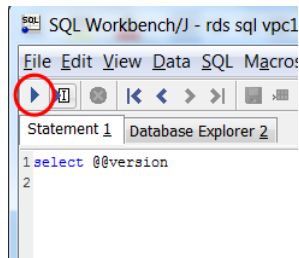 SQL Workbench/J - rds sql vpc1
File Edit View Data SQL Macros
Statement 1 Database Explorer 2
1 select @@version
2